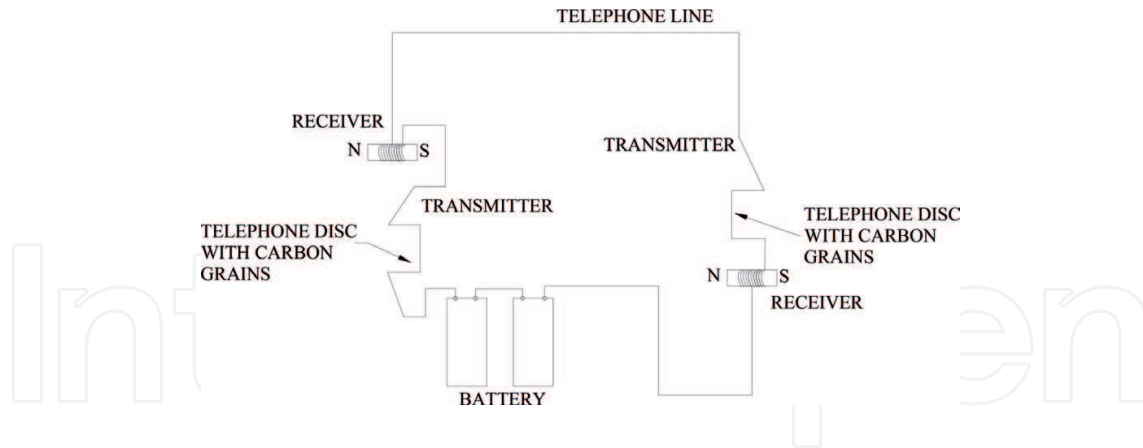 TELEPHONE LINE
RECEIVER
N
S
TRANSMITTER
TELEPHONE DISC
WITH CARBON
GRAINS
TRANSMITTER
TELEPHONE DISC
WITH CARBON
GRAINS
N
S
RECEIVER
BATTERY